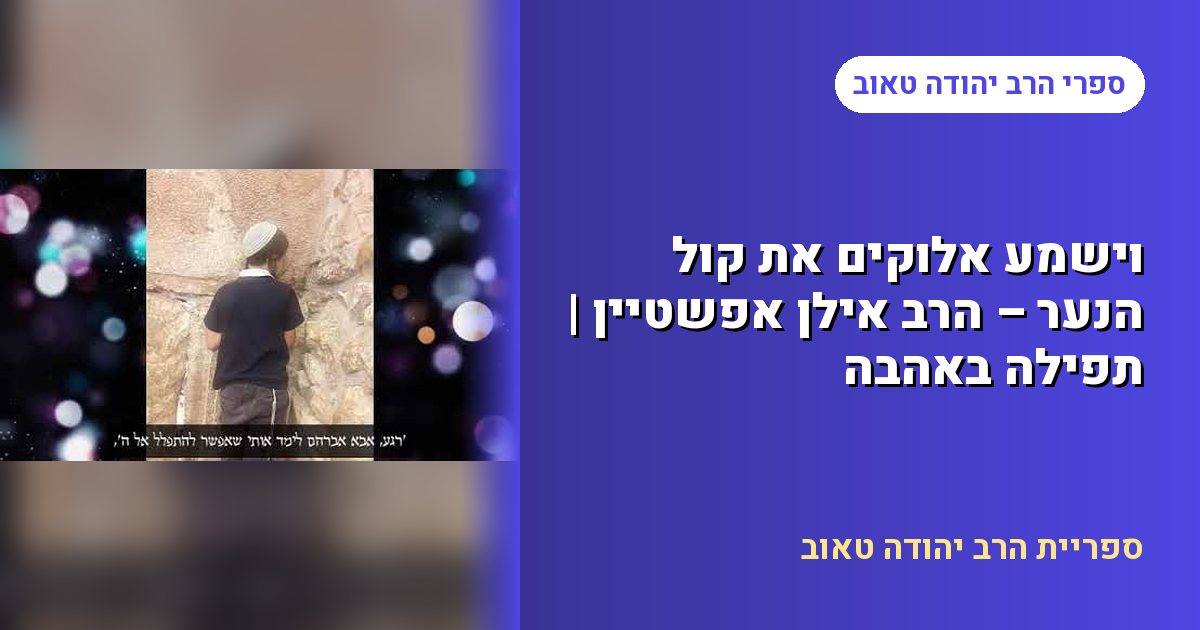 ספרי הרב יהודה טאוב
וישמע אלוקים את קול
הנער – הרב אילן אפשטיין |
תפילה באהבה
'רגע, אבא אברהם לימד אותי שאפשר להתפלל אל ה',
ספריית הרב יהודה טאוב